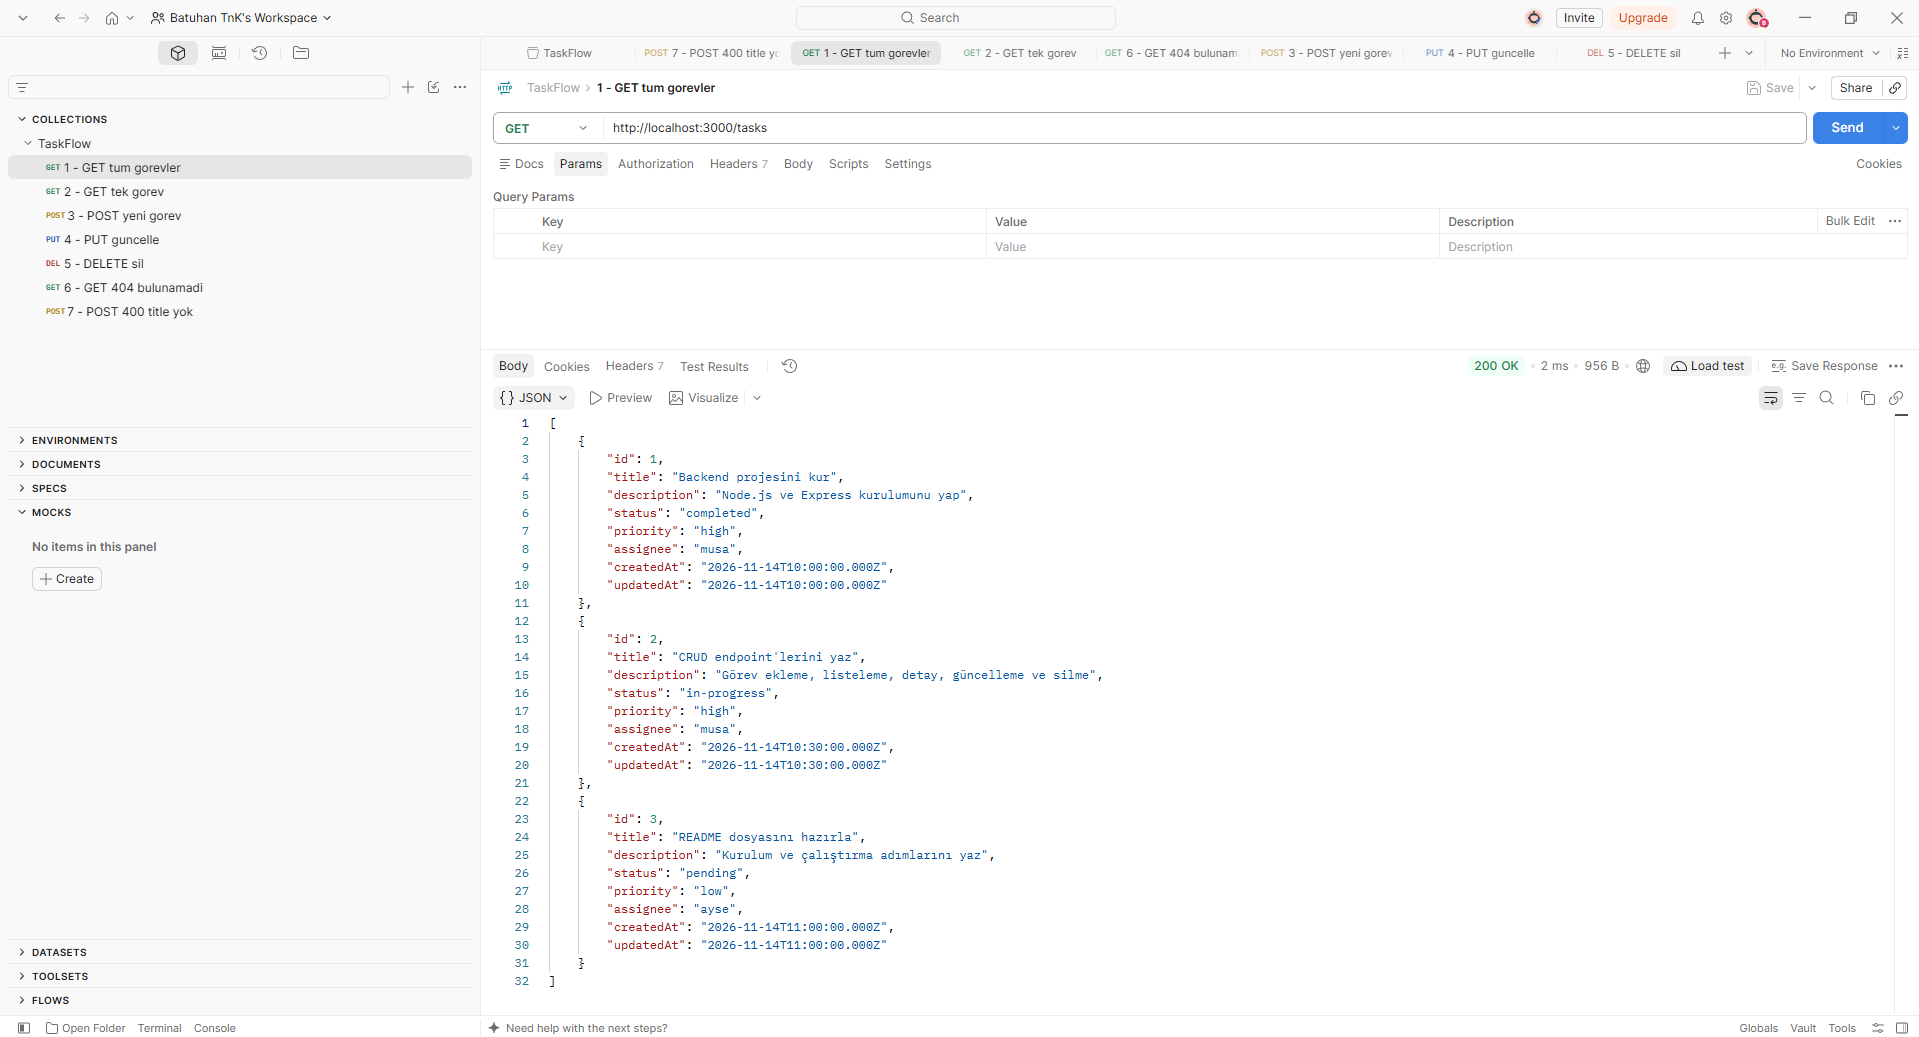 Batuhan TnK's Workspace
Search
Invite
Upgrade
TaskFlow
POST 7 - POST 400 title yo
GET 1 - GET tum gorevler
GET 2 - GET tek gorev
GET 6 - GET 404 bulunam
POST 3 - POST yeni gorev
PUT 4 - PUT guncelle
DEL 5 - DELETE sil
No Environment
COLLECTIONS
TaskFlow
GET 1 - GET tum gorevler
GET 2 - GET tek gorev
POST 3 - POST yeni gorev
PUT 4 - PUT guncelle
DEL 5 - DELETE sil
GET 6 - GET 404 bulunamadi
POST 7 - POST 400 title yok
ENVIRONMENTS
DOCUMENTS
SPECS
MOCKS
No items in this panel
Create
DATASETS
TOOLSETS
FLOWS
HTTP TaskFlow > 1 - GET tum gorevler
Save
Share
GET http://localhost:3000/tasks
Send
Docs Params Authorization Headers 7 Body Scripts Settings
Cookies
Query Params
Key Value Description Bulk Edit
Key Value Description
Body Cookies Headers 7 Test Results
200 OK • 2 ms • 956 B
Load test
e.g. Save Response
{} JSON Preview Visualize
1 [
2 {
3 "id": 1,
4 "title": "Backend projesini kur",
5 "description": "Node.js ve Express kurulumunu yap",
6 "status": "completed",
7 "priority": "high",
8 "assignee": "musa",
9 "createdAt": "2026-11-14T10:00:00.000Z",
10 "updatedAt": "2026-11-14T10:00:00.000Z"
11 },
12 {
13 "id": 2,
14 "title": "CRUD endpoint'lerini yaz",
15 "description": "Görev ekleme, listeleme, detay, güncelleme ve silme",
16 "status": "in-progress",
17 "priority": "high",
18 "assignee": "musa",
19 "createdAt": "2026-11-14T10:30:00.000Z",
20 "updatedAt": "2026-11-14T10:30:00.000Z"
21 },
22 {
23 "id": 3,
24 "title": "README dosyasını hazırla",
25 "description": "Kurulum ve çalıştırma adımlarını yaz",
26 "status": "pending",
27 "priority": "low",
28 "assignee": "ayse",
29 "createdAt": "2026-11-14T11:00:00.000Z",
30 "updatedAt": "2026-11-14T11:00:00.000Z"
31 }
32 ]
Open Folder Terminal Console
Need help with the next steps?
Globals Vault Tools